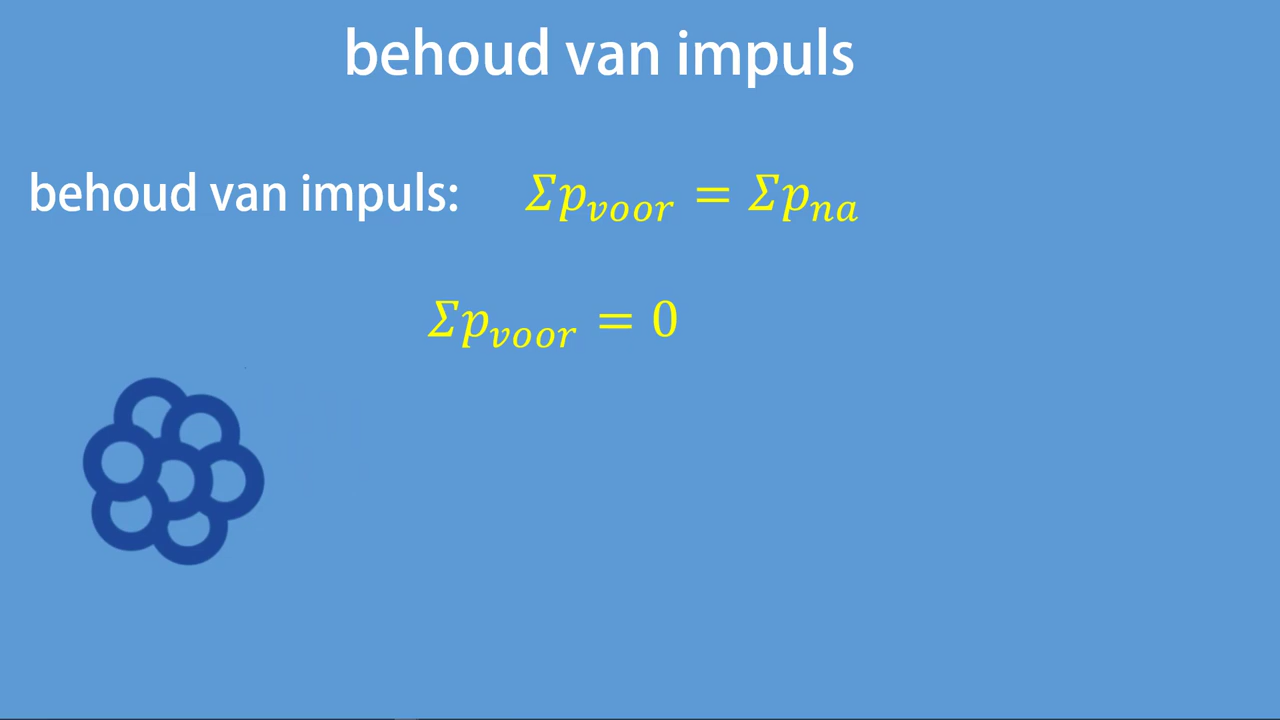 behoud van impuls
behoud van impuls: Σp_voor = Σp_na
Σp_voor = 0